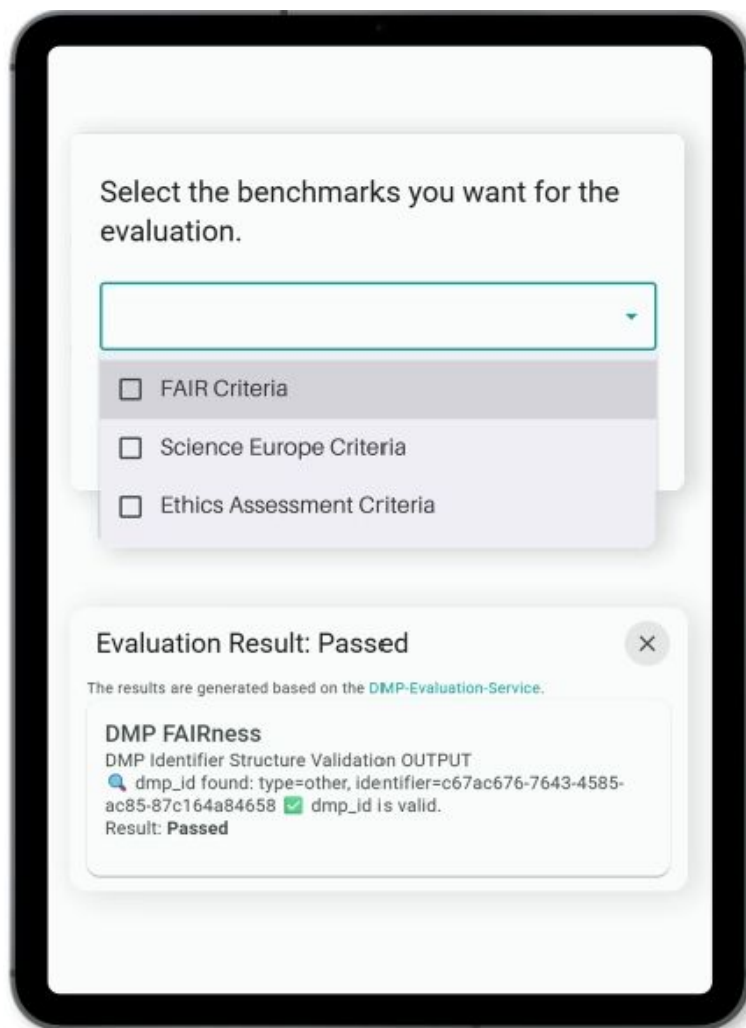 Select the benchmarks you want for the
evaluation.
FAIR Criteria
Science Europe Criteria
Ethics Assessment Criteria
Evaluation Result: Passed
The results are generated based on the DMP-Evaluation-Service.
DMP FAIRness
DMP Identifier Structure Validation OUTPUT
🔍 dmp_id found: type=other, identifier=c67ac676-7643-4585-
ac85-87c164a84658 ✅ dmp_id is valid.
Result: Passed